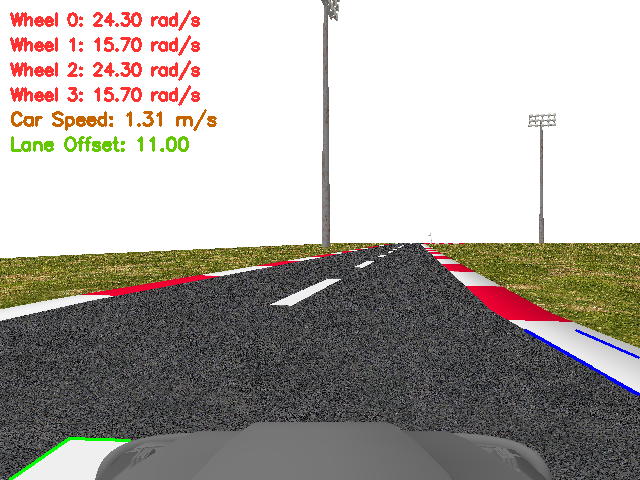 Wheel 0: 24.30 rad/s
Wheel 1: 15.70 rad/s
Wheel 2: 24.30 rad/s
Wheel 3: 15.70 rad/s
Car Speed: 1.31 m/s
Lane Offset: 11.00